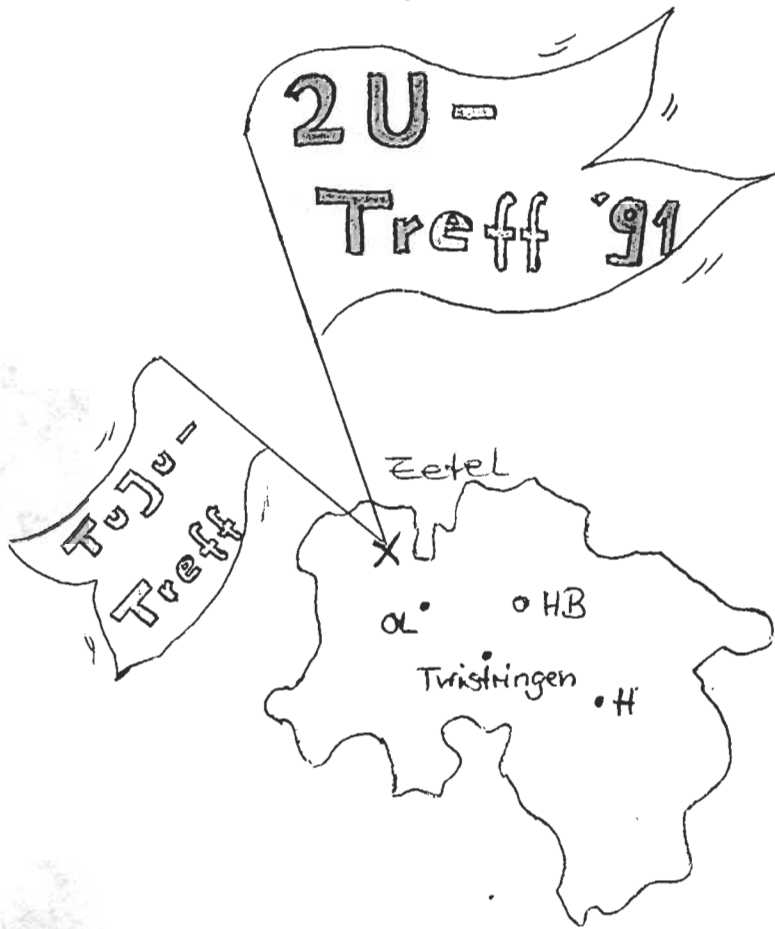 2U-
Treff '91
TuJu-
Treff
Zetel
OL
HB
Twistringen
H